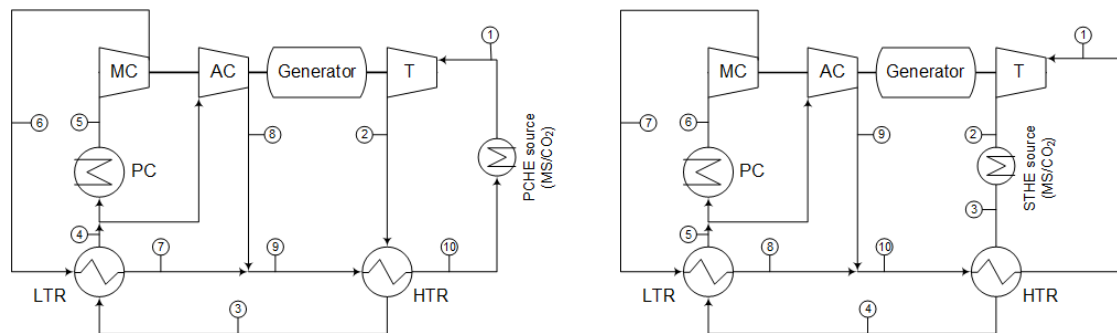 1
MC
AC
Generator
T
6
5
8
2
PC
PCHE source
(MS/CO₂)
4
7
9
10
LTR
HTR
3
1
MC
AC
Generator
T
7
6
9
2
PC
STHE source
(MS/CO₂)
3
5
8
10
LTR
HTR
4